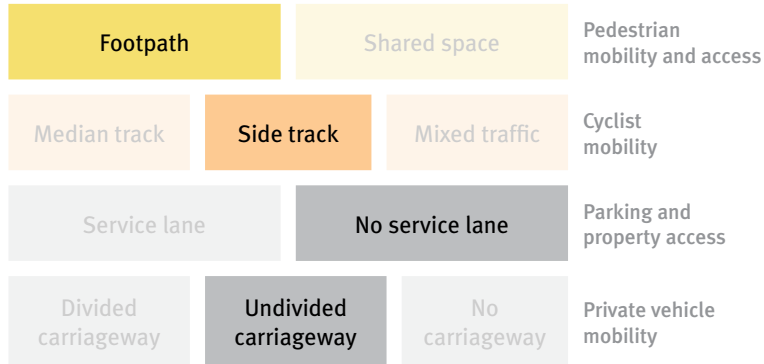 Footpath
Shared space
Pedestrian
mobility and access
Median track
Side track
Mixed traffic
Cyclist
mobility
Service lane
No service lane
Parking and
property access
Divided
carriageway
Undivided
carriageway
No
carriageway
Private vehicle
mobility